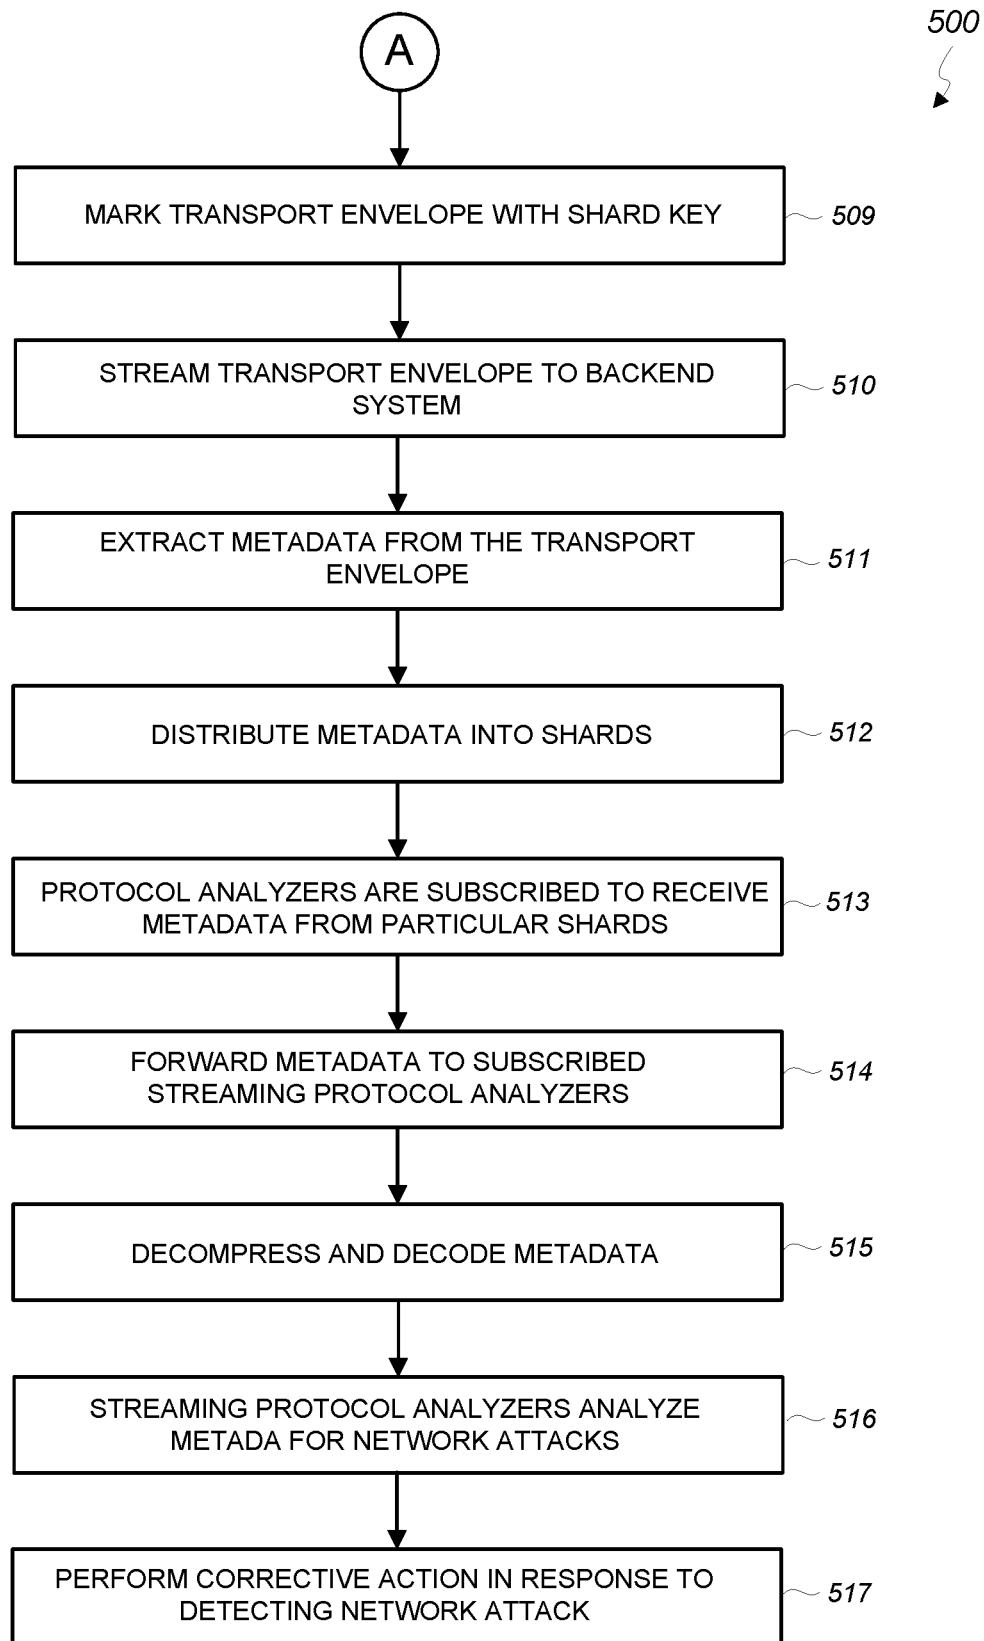 500
A
MARK TRANSPORT ENVELOPE WITH SHARD KEY
509
STREAM TRANSPORT ENVELOPE TO BACKEND
SYSTEM
510
EXTRACT METADATA FROM THE TRANSPORT
ENVELOPE
511
DISTRIBUTE METADATA INTO SHARDS
512
PROTOCOL ANALYZERS ARE SUBSCRIBED TO RECEIVE
METADATA FROM PARTICULAR SHARDS
513
FORWARD METADATA TO SUBSCRIBED
STREAMING PROTOCOL ANALYZERS
514
DECOMPRESS AND DECODE METADATA
515
STREAMING PROTOCOL ANALYZERS ANALYZE
METADA FOR NETWORK ATTACKS
516
PERFORM CORRECTIVE ACTION IN RESPONSE TO
DETECTING NETWORK ATTACK
517